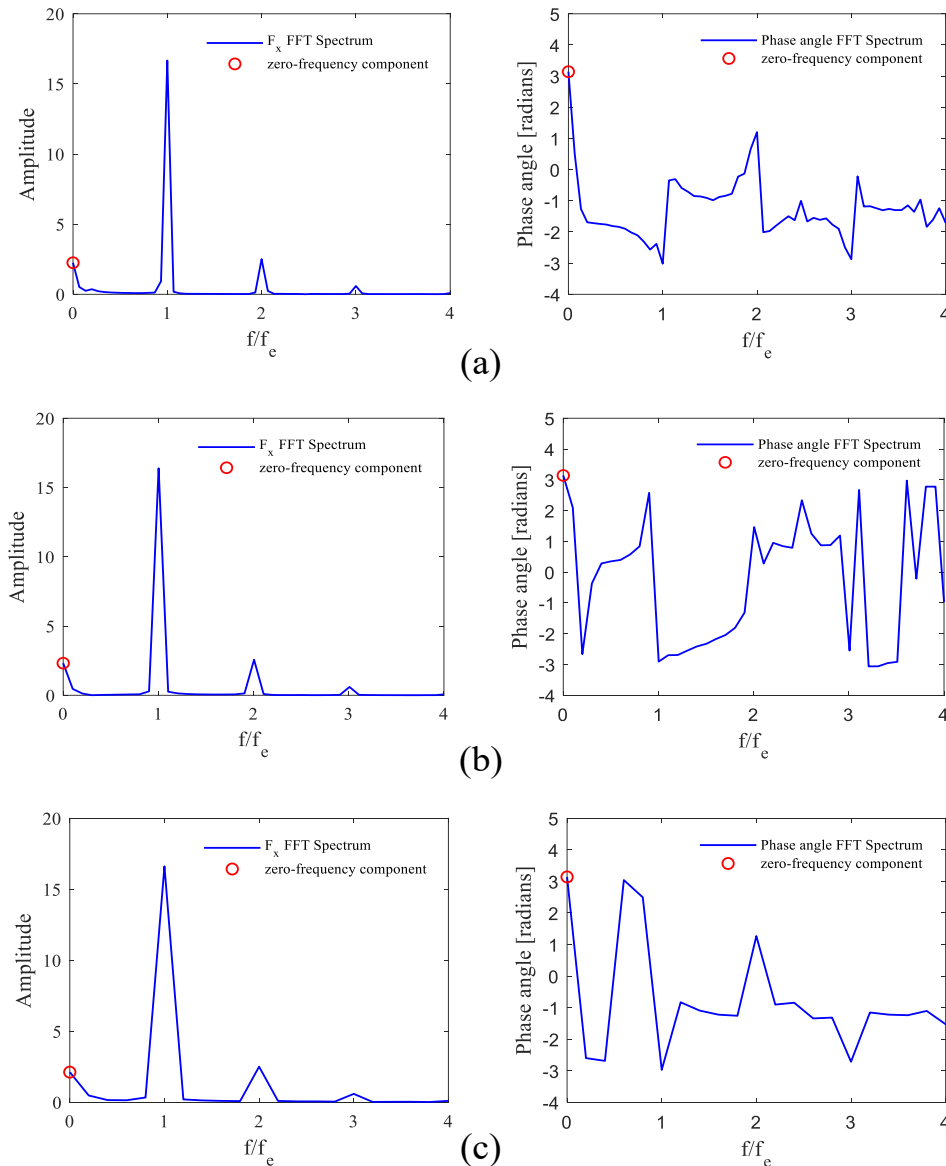 20
15
10
5
0
Amplitude
F_x FFT Spectrum
zero-frequency component
0 1 2 3 4
f/f_e
5
4
3
2
1
0
-1
-2
-3
-4
Phase angle [radians]
Phase angle FFT Spectrum
zero-frequency component
0 1 2 3 4
f/f_e
(a)
20
15
10
5
0
Amplitude
F_x FFT Spectrum
zero-frequency component
0 1 2 3 4
f/f_e
5
4
3
2
1
0
-1
-2
-3
-4
Phase angle [radians]
Phase angle FFT Spectrum
zero-frequency component
0 1 2 3 4
f/f_e
(b)
20
15
10
5
0
Amplitude
F_x FFT Spectrum
zero-frequency component
0 1 2 3 4
f/f_e
5
4
3
2
1
0
-1
-2
-3
-4
Phase angle [radians]
Phase angle FFT Spectrum
zero-frequency component
0 1 2 3 4
f/f_e
(c)